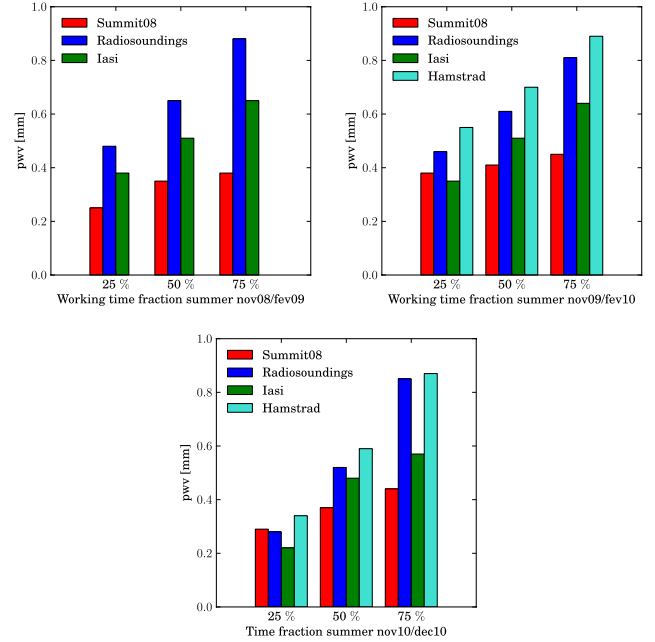 1.0
0.8
0.6
0.4
0.2
0.0
pwv [mm]
Summit08
Radiosoundings
Iasi
25 %
50 %
75 %
Working time fraction summer nov08/fev09
1.0
0.8
0.6
0.4
0.2
0.0
pwv [mm]
Summit08
Radiosoundings
Iasi
Hamstrad
25 %
50 %
75 %
Working time fraction summer nov09/fev10
1.0
0.8
0.6
0.4
0.2
0.0
pwv [mm]
Summit08
Radiosoundings
Iasi
Hamstrad
25 %
50 %
75 %
Time fraction summer nov10/dec10